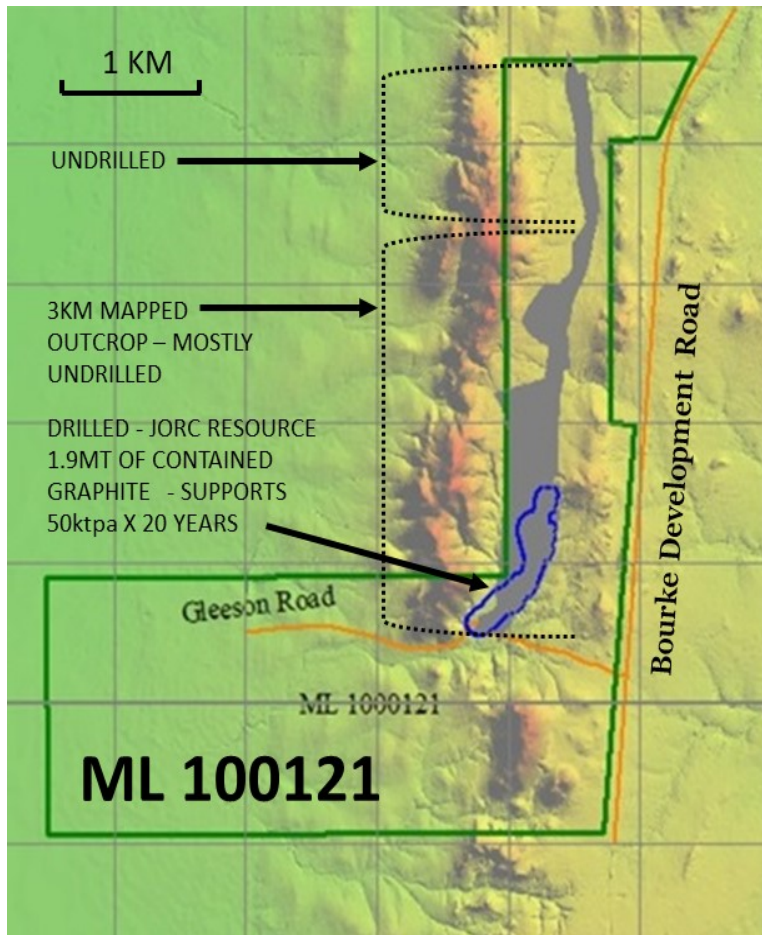 1 KM
UNDRILLED
3KM MAPPED
OUTCROP – MOSTLY
UNDRILLED
DRILLED - JORC RESOURCE
1.9MT OF CONTAINED
GRAPHITE - SUPPORTS
50ktpa X 20 YEARS
Bourke Development Road
Gleeson Road
ML 1000121
ML 100121